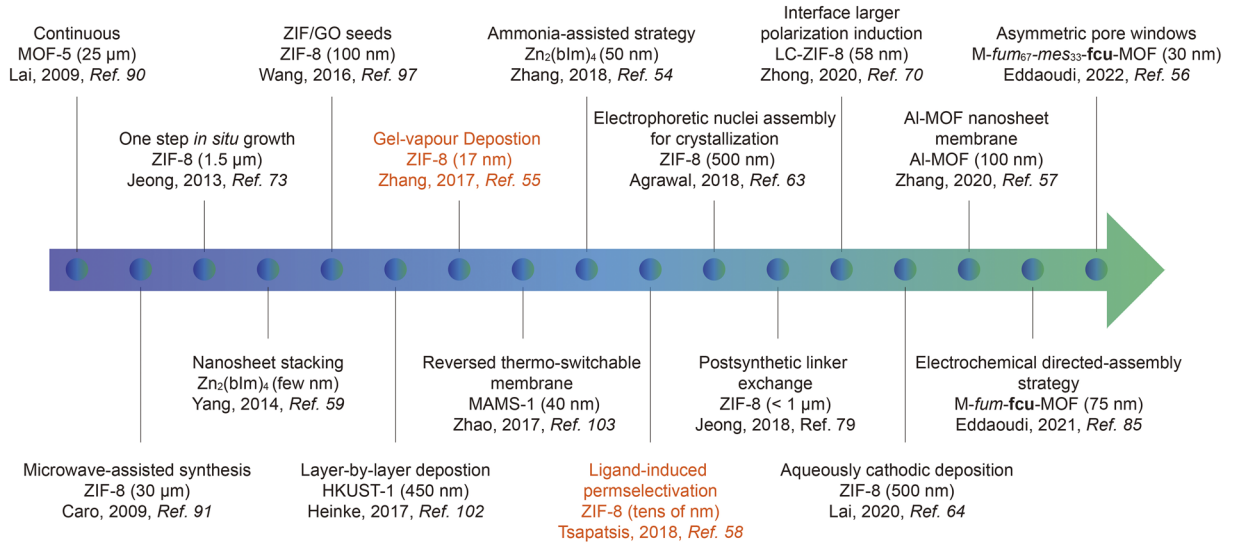 Continuous
MOF-5 (25 μm)
Lai, 2009, Ref. 90
ZIF/GO seeds
ZIF-8 (100 nm)
Wang, 2016, Ref. 97
Ammonia-assisted strategy
Zn₂(bIm)₄ (50 nm)
Zhang, 2018, Ref. 54
Interface larger
polarization induction
LC-ZIF-8 (58 nm)
Zhong, 2020, Ref. 70
Asymmetric pore windows
M-fum₆₇-mes₃₃-fcu-MOF (30 nm)
Eddaoudi, 2022, Ref. 56
One step in situ growth
ZIF-8 (1.5 μm)
Jeong, 2013, Ref. 73
Gel-vapour Depostion
ZIF-8 (17 nm)
Zhang, 2017, Ref. 55
Electrophoretic nuclei assembly
for crystallization
ZIF-8 (500 nm)
Agrawal, 2018, Ref. 63
Al-MOF nanosheet
membrane
Al-MOF (100 nm)
Zhang, 2020, Ref. 57
Nanosheet stacking
Zn₂(bIm)₄ (few nm)
Yang, 2014, Ref. 59
Reversed thermo-switchable
membrane
MAMS-1 (40 nm)
Zhao, 2017, Ref. 103
Postsynthetic linker
exchange
ZIF-8 (< 1 μm)
Jeong, 2018, Ref. 79
Electrochemical directed-assembly
strategy
M-fum-fcu-MOF (75 nm)
Eddaoudi, 2021, Ref. 85
Microwave-assisted synthesis
ZIF-8 (30 μm)
Caro, 2009, Ref. 91
Layer-by-layer depostion
HKUST-1 (450 nm)
Heinke, 2017, Ref. 102
Ligand-induced
permselectivation
ZIF-8 (tens of nm)
Tsapatsis, 2018, Ref. 58
Aqueously cathodic deposition
ZIF-8 (500 nm)
Lai, 2020, Ref. 64